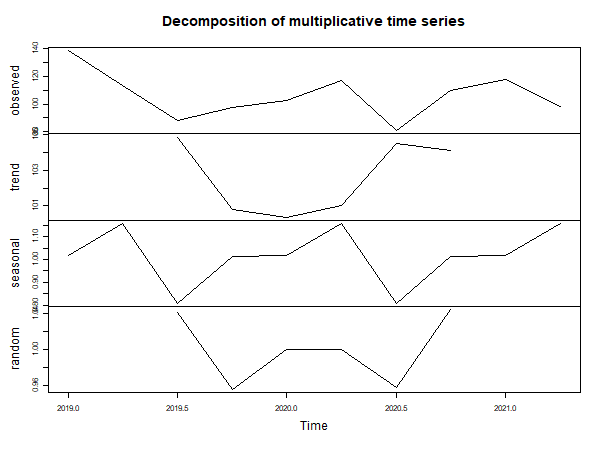 Decomposition of multiplicative time series
observed
140
120
100
trend
103
101
seasonal
1.10
1.00
0.90
random
1.00
0.96
2019.0 2019.5 2020.0 2020.5 2021.0
Time